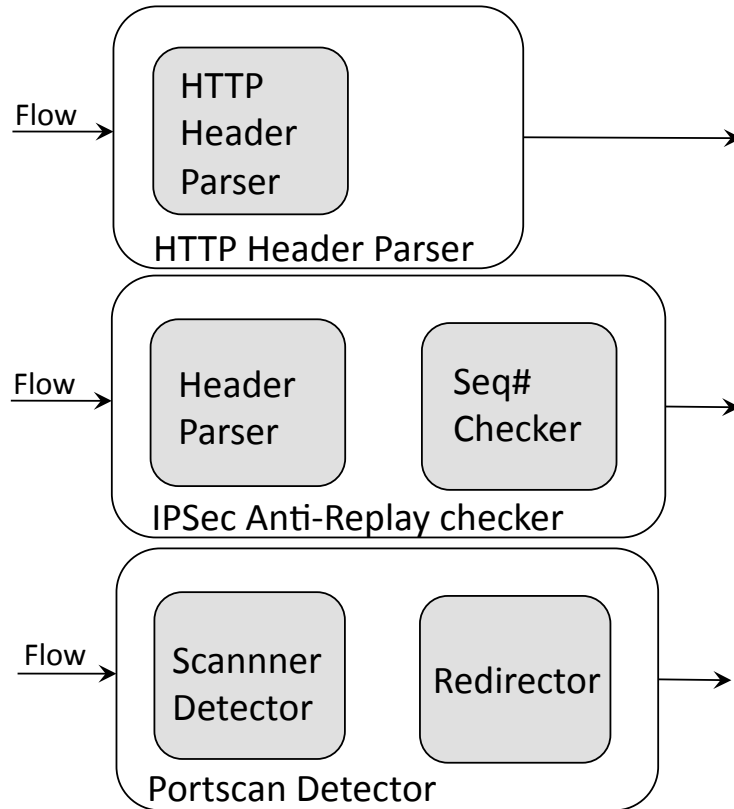 Flow
HTTP
Header
Parser
HTTP Header Parser
Flow
Header
Parser
Seq#
Checker
IPSec Anti-Replay checker
Flow
Scannner
Detector
Redirector
Portscan Detector